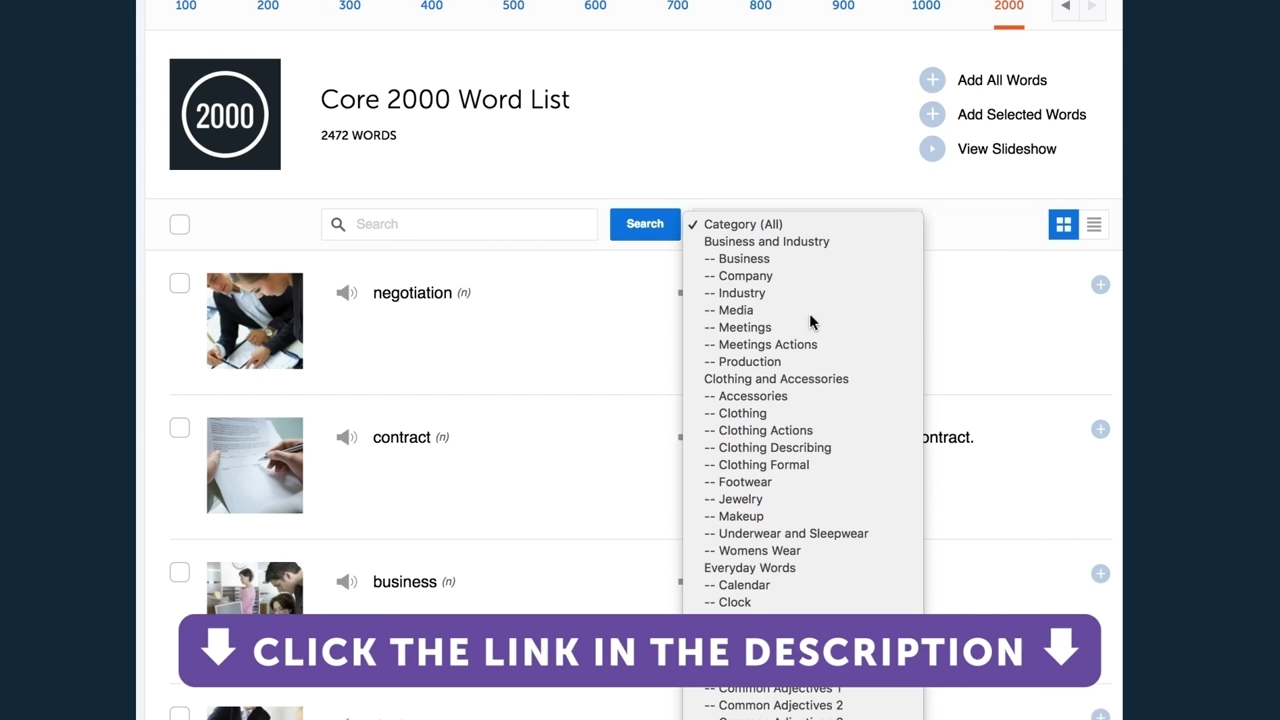 100 200 300 400 500 600 700 800 900 1000 2000
2000
Core 2000 Word List
2472 WORDS
Add All Words
Add Selected Words
View Slideshow
Search
Search
✓ Category (All)
Business and Industry
-- Business
-- Company
-- Industry
-- Media
-- Meetings
-- Meetings Actions
-- Production
Clothing and Accessories
-- Accessories
-- Clothing
-- Clothing Actions
-- Clothing Describing
-- Clothing Formal
-- Footwear
-- Jewelry
-- Makeup
-- Underwear and Sleepwear
-- Womens Wear
Everyday Words
-- Calendar
-- Clock
-- Common Adjectives 1
-- Common Adjectives 2
negotiation (n)
contract (n)
ontract.
business (n)
CLICK THE LINK IN THE DESCRIPTION